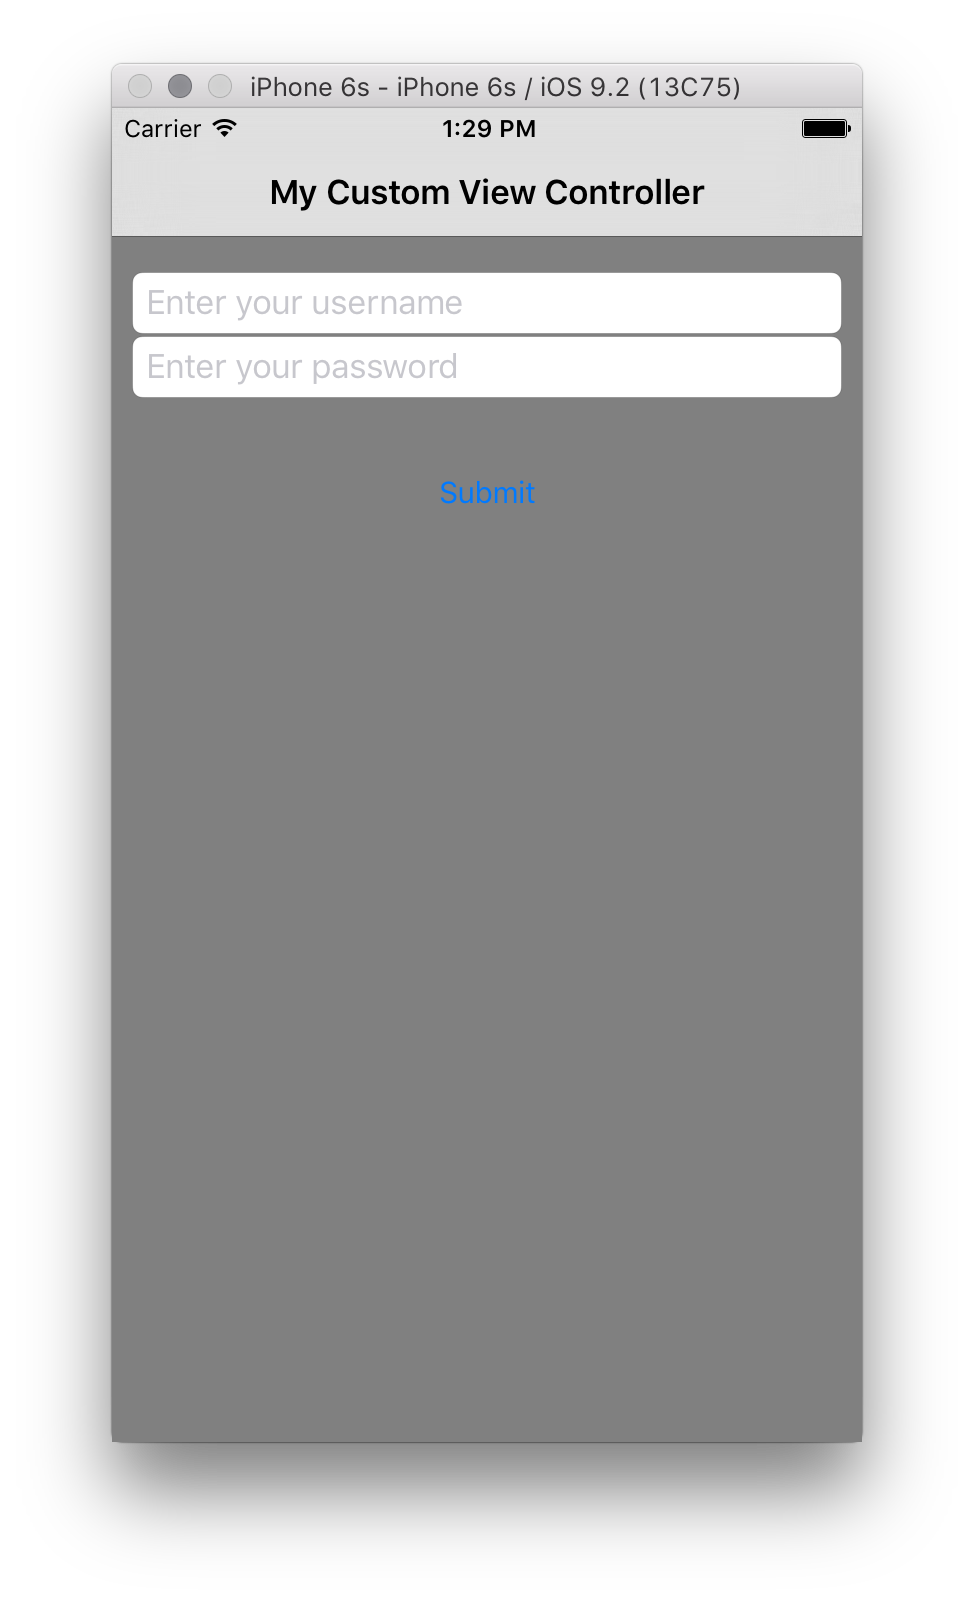 iPhone 6s - iPhone 6s / iOS 9.2 (13C75)
Carrier 1:29 PM
My Custom View Controller
Enter your username
Enter your password
Submit